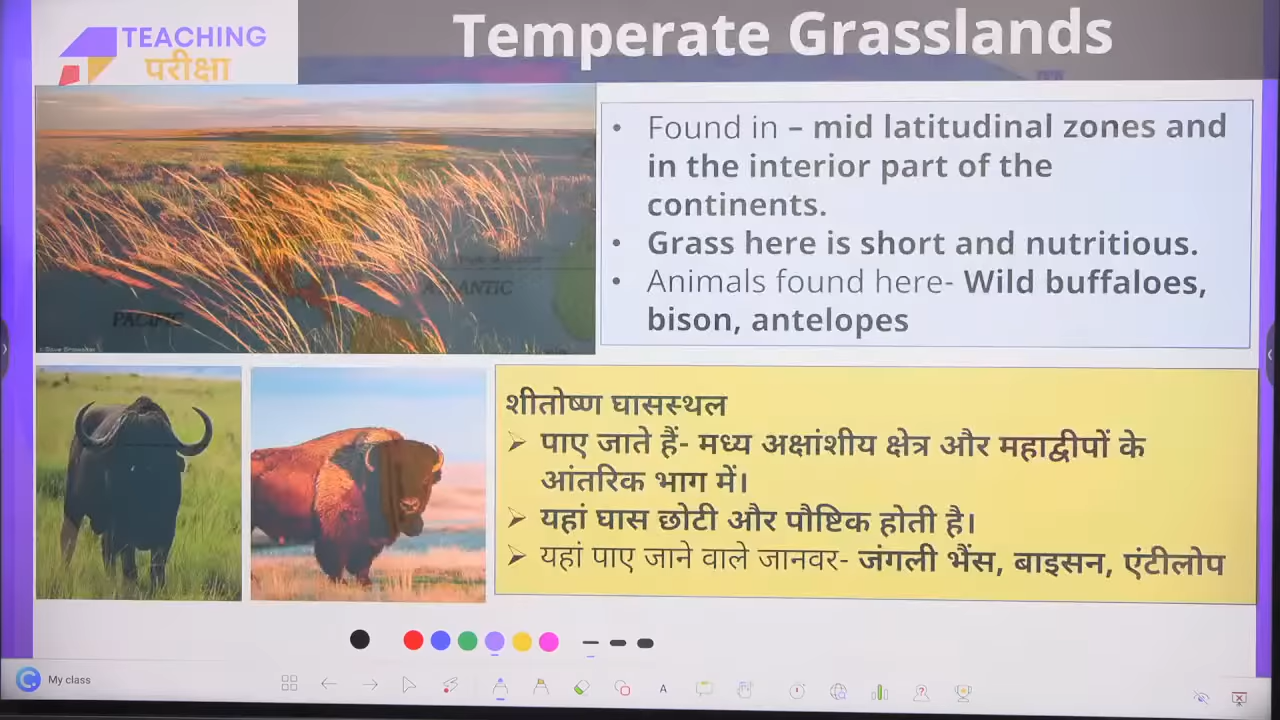 TEACHING
परीक्षा
Temperate Grasslands
• Found in – mid latitudinal zones and
in the interior part of the
continents.
• Grass here is short and nutritious.
• Animals found here- Wild buffaloes,
bison, antelopes
PACIFIC
ATLANTIC
शीतोष्ण घासस्थल
➢ पाए जाते हैं- मध्य अक्षांशीय क्षेत्र और महाद्वीपों के
आंतरिक भाग में।
➢ यहां घास छोटी और पौष्टिक होती है।
➢ यहां पाए जाने वाले जानवर- जंगली भैंस, बाइसन, एंटीलोप
My class
A